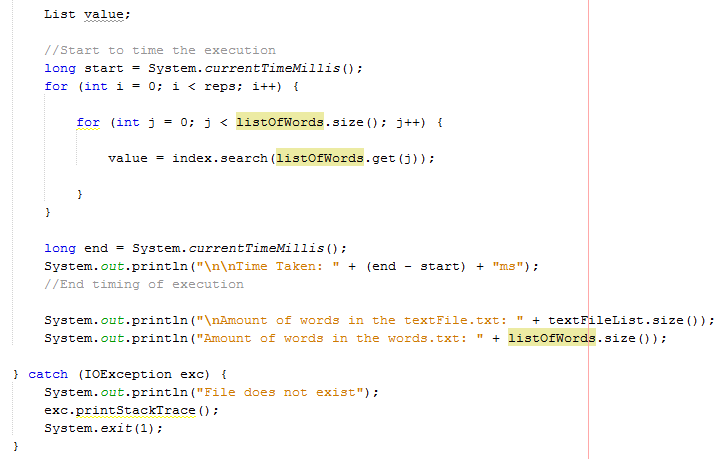 List value;
//Start to time the execution
long start = System.currentTimeMillis();
for (int i = 0; i < reps; i++) {
for (int j = 0; j < listOfWords.size(); j++) {
value = index.search(listOfWords.get(j));
}
}
long end = System.currentTimeMillis();
System.out.println("\n\nTime Taken: " + (end - start) + "ms");
//End timing of execution
System.out.println("\nAmount of words in the textFile.txt: " + textFileList.size());
System.out.println("Amount of words in the words.txt: " + listOfWords.size());
} catch (IOException exc) {
System.out.println("File does not exist");
exc.printStackTrace();
System.exit(1);
}